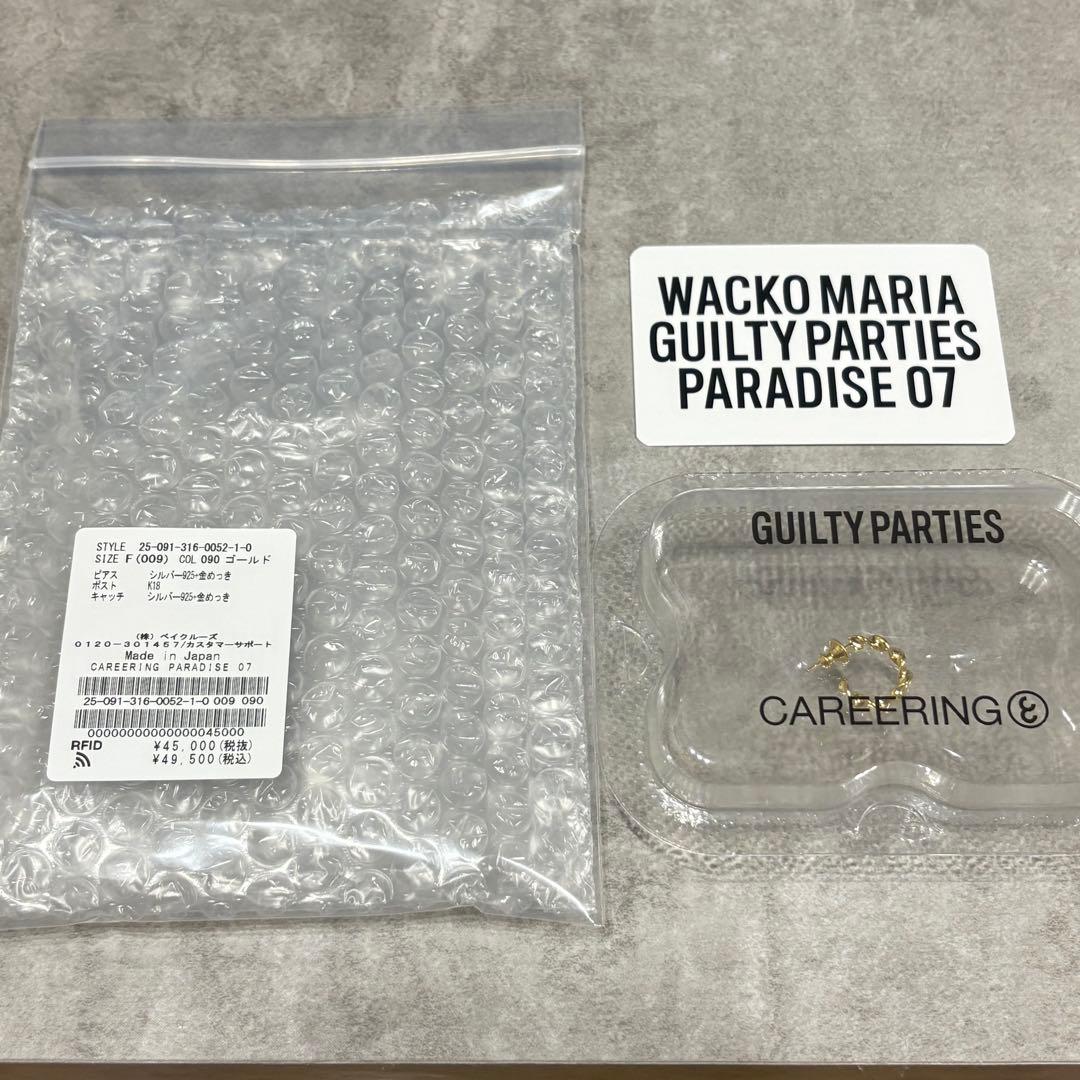 WACKO MARIA
GUILTY PARTIES
PARADISE 07
GUILTY PARTIES
CAREERING
STYLE 25-091-316-0052-1-0
SIZE F(009) COL 090 ゴールド
ピアス シルバー925+金めっき
ポスト K18
キャッチ シルバー925+金めっき
(株) ベイクルーズ
0120-301457/カスタマーサポート
Made in Japan
CAREERING PARADISE 07
25-091-316-0052-1-0 009 090
00000000000000045000
RFID
¥45,000(税抜)
¥49,500(税込)